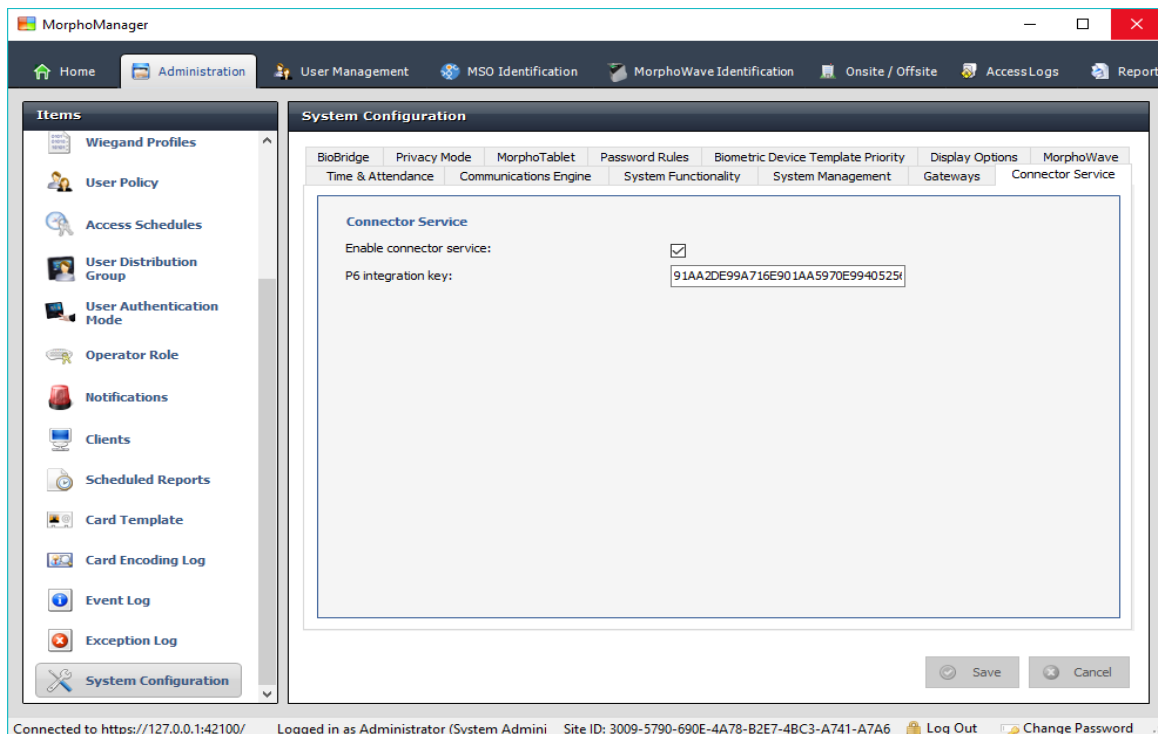 MorphoManager
Home Administration User Management MSO Identification MorphoWave Identification Onsite / Offsite Access Logs Report
Items
Wiegand Profiles
User Policy
Access Schedules
User Distribution
Group
User Authentication
Mode
Operator Role
Notifications
Clients
Scheduled Reports
Card Template
Card Encoding Log
Event Log
Exception Log
System Configuration
System Configuration
BioBridge Privacy Mode MorphoTablet Password Rules Biometric Device Template Priority Display Options MorphoWave
Time & Attendance Communications Engine System Functionality System Management Gateways Connector Service
Connector Service
Enable connector service:
P6 integration key: 91AA2DE99A716E901AA5970E99405256
Save Cancel
Connected to https://127.0.0.1:42100/ Logged in as Administrator (System Admini Site ID: 3009-5790-690E-4A78-B2E7-4BC3-A741-A7A6 Log Out Change Password